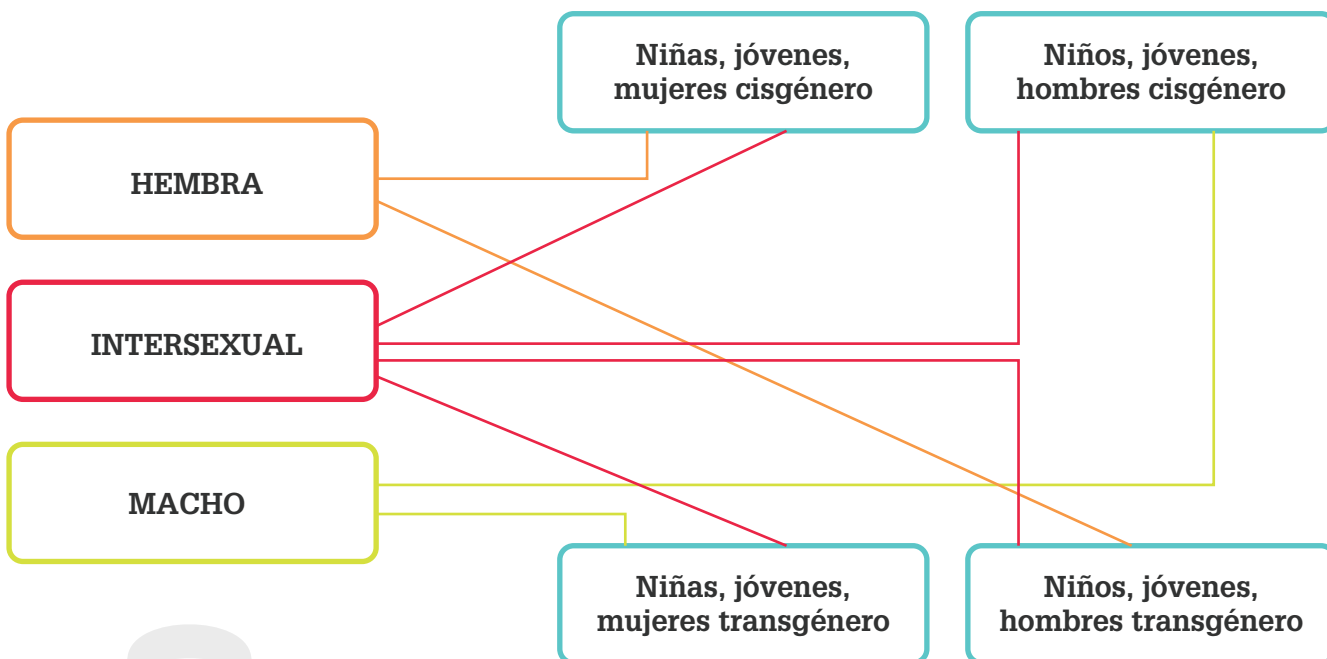 Niñas, jóvenes,
mujeres cisgénero
Niños, jóvenes,
hombres cisgénero
HEMBRA
INTERSEXUAL
MACHO
Niñas, jóvenes,
mujeres transgénero
Niños, jóvenes,
hombres transgénero